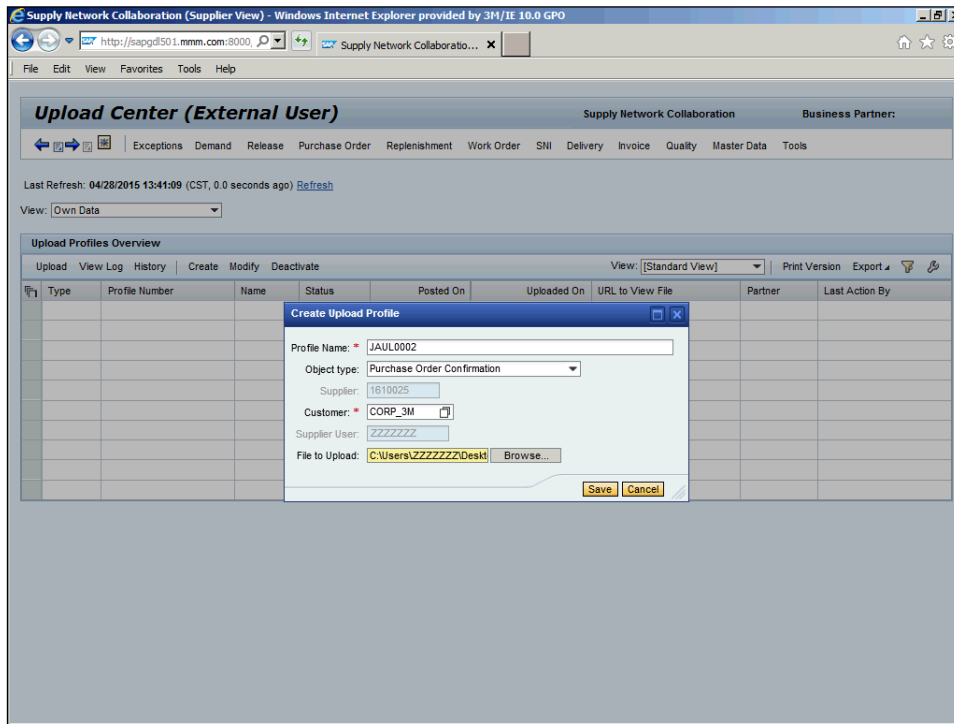 Supply Network Collaboration (Supplier View) - Windows Internet Explorer provided by 3M/IE 10.0 GPO
http://sapgdl501.mmm.com:8000, Supply Network Collaboratio... X
File Edit View Favorites Tools Help
Upload Center (External User) Supply Network Collaboration Business Partner:
Exceptions Demand Release Purchase Order Replenishment Work Order SNI Delivery Invoice Quality Master Data Tools
Last Refresh: 04/28/2015 13:41:09 (CST, 0.0 seconds ago) Refresh
View: Own Data
Upload Profiles Overview
Upload View Log History Create Modify Deactivate View: [Standard View] Print Version Export
Type Profile Number Name Status Posted On Uploaded On URL to View File Partner Last Action By
Create Upload Profile
Profile Name: * JAUL0002
Object type: Purchase Order Confirmation
Supplier: 1610025
Customer: * CORP_3M
Supplier User: ZZZZZZZ
File to Upload: C:\Users\ZZZZZZZ\Deskt Browse...
Save Cancel